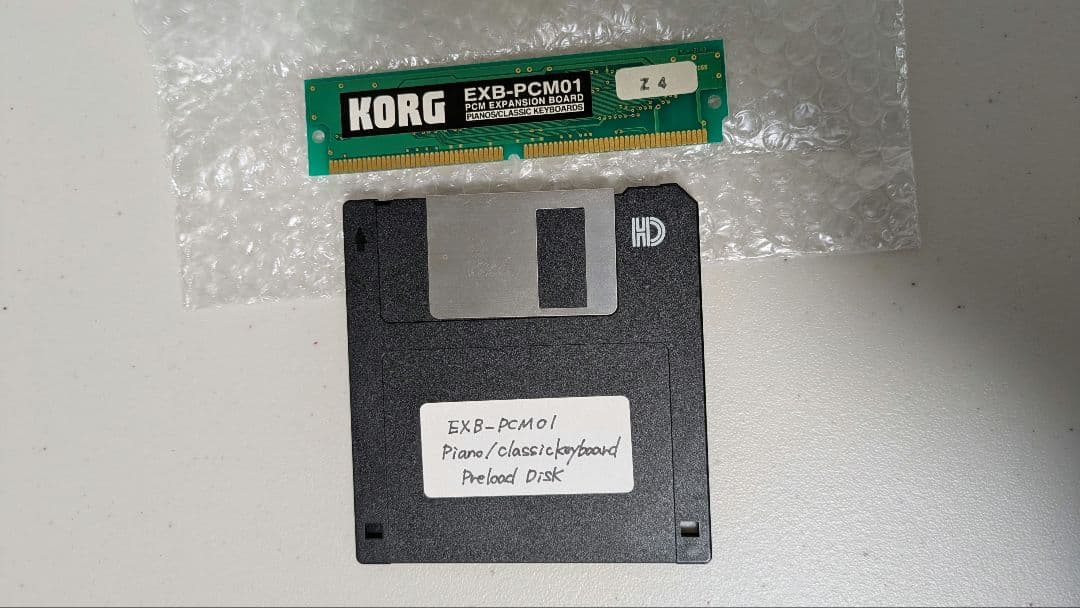 KORG
EXB-PCM01
PCM EXPANSION BOARD
PIANOS/CLASSIC KEYBOARDS
Z 4
HD
EXB-PCM01
Piano/classickeyboard
Preload Disk